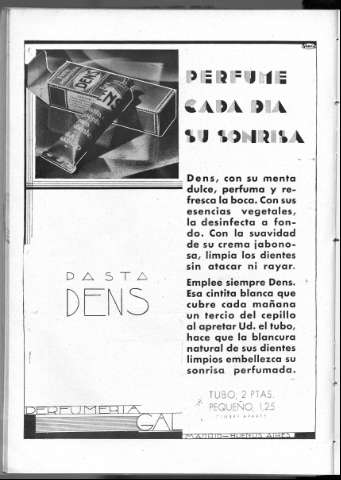 PERFUME
CADA DIA
SU SONRISA
DENS
Dens, con su menta
dulce, perfuma y re-
fresca la boca. Con sus
esencias vegetales,
la desinfecta a fon-
do. Con la suavidad
de su crema jabono-
sa, limpia los dientes
sin atacar ni rayar.
Emplee siempre Dens.
Esa cintita blanca que
cubre cada mañana
un tercio del cepillo
al apretar Ud. el tubo,
hace que la blancura
natural de sus dientes
limpios embellezca su
sonrisa perfumada.
PASTA
DENS
TUBO, 2 PTAS.
PEQUEÑO, 1,25
PERFUMERIA
GAL
MADRID-BUENOS AIRES